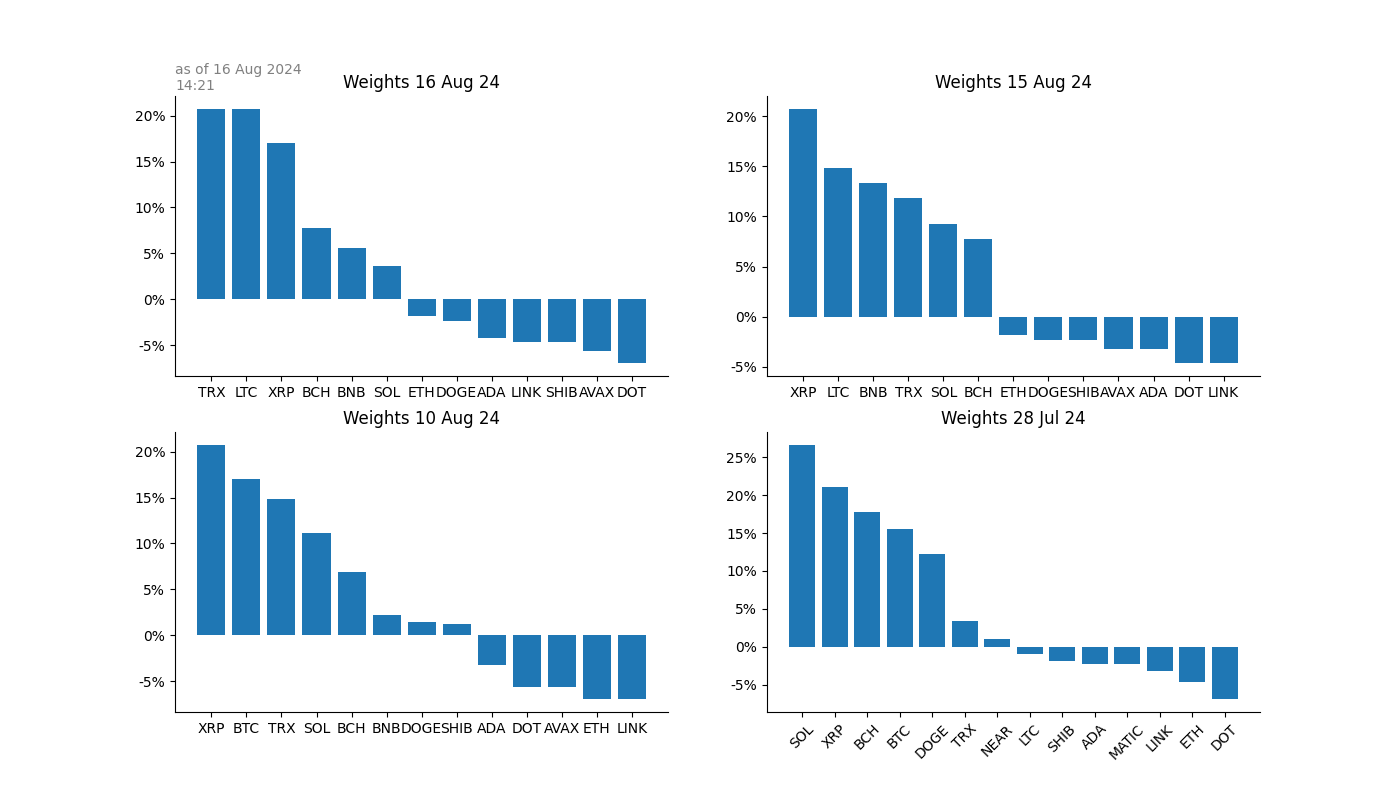 as of 16 Aug 2024
14:21
Weights 16 Aug 24
20%
15%
10%
5%
0%
-5%
TRX LTC XRP BCH BNB SOL ETH DOGE ADA LINK SHIB AVAX DOT
Weights 15 Aug 24
20%
15%
10%
5%
0%
-5%
XRP LTC BNB TRX SOL BCH ETH DOGE SHIB AVAX ADA DOT LINK
Weights 10 Aug 24
20%
15%
10%
5%
0%
-5%
XRP BTC TRX SOL BCH BNB DOGE SHIB ADA DOT AVAX ETH LINK
Weights 28 Jul 24
25%
20%
15%
10%
5%
0%
-5%
SOL XRP BCH BTC DOGE TRX NEAR LTC SHIB ADA MATIC LINK ETH DOT